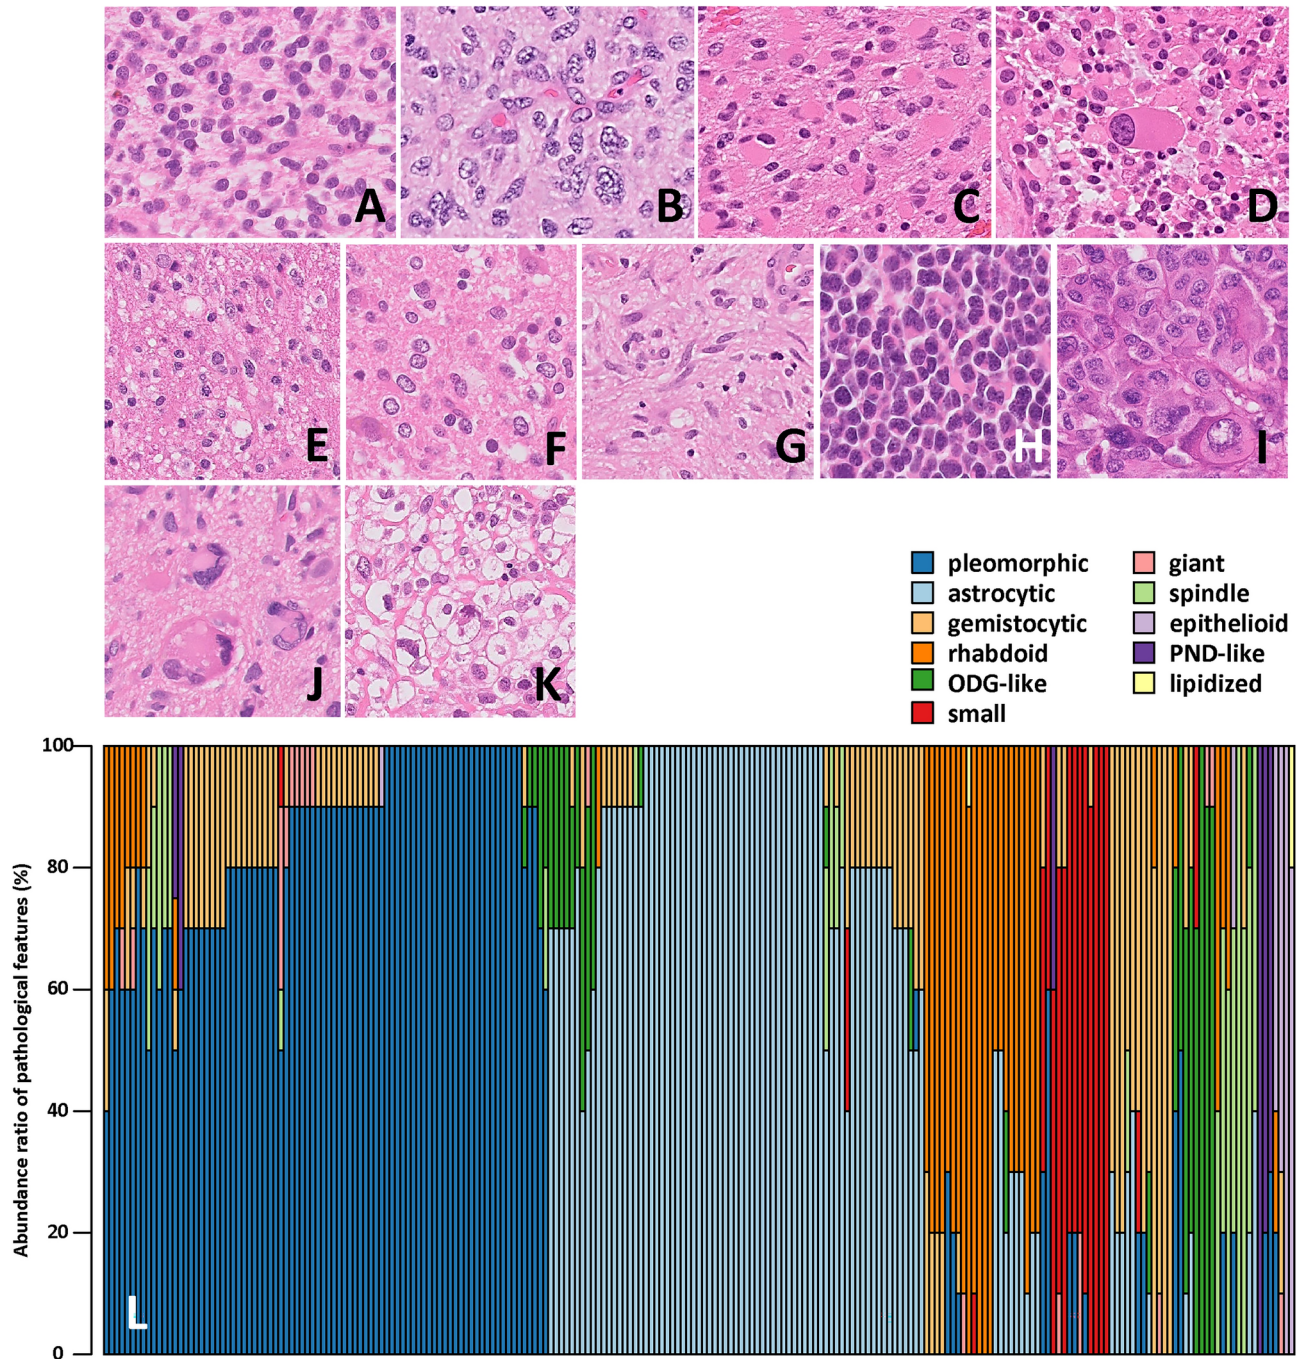 A
B
C
D
E
F
G
H
I
J
K
pleomorphic
astrocytic
gemistocytic
rhabdoid
ODG-like
small
giant
spindle
epithelioid
PND-like
lipidized
Abundance ratio of pathological features (%)
100
80
60
40
20
0
L